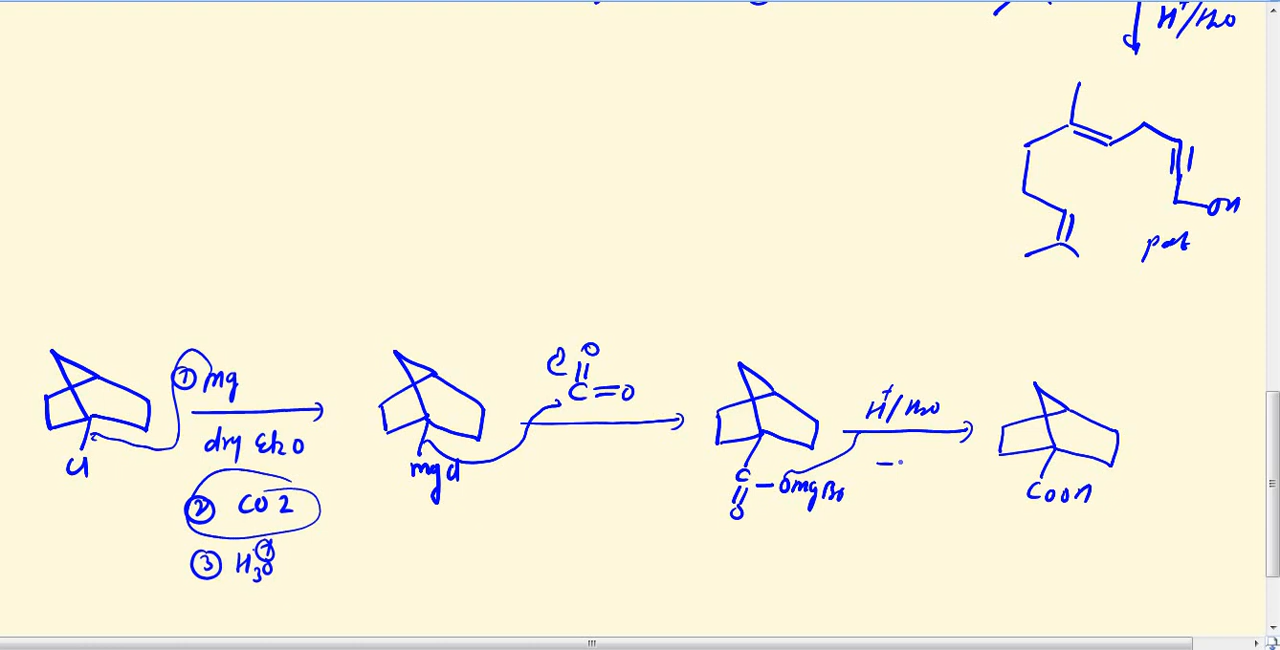 H⁺/H₂O
OH
① mg
dry Et₂O
② CO2
③ H₃O⊕
Cl
mgCl
O
C=O
C-OmgBr
O
H⁺/H₂O
COOH